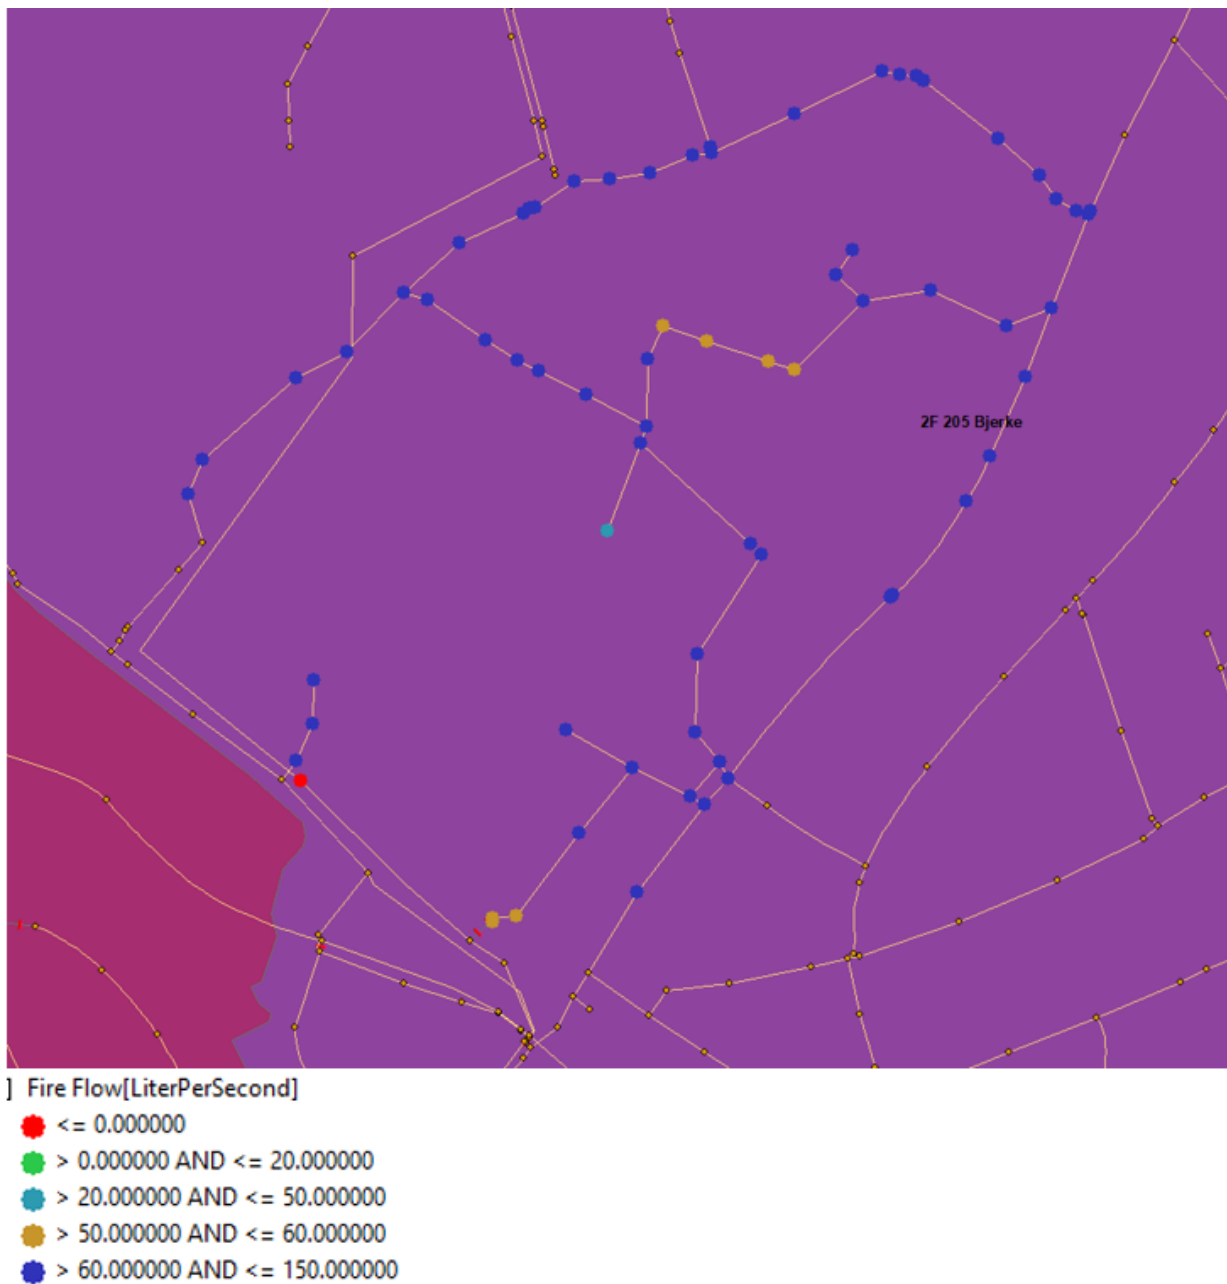 2F 205 Bjerke
] Fire Flow[LiterPerSecond]
<= 0.000000
> 0.000000 AND <= 20.000000
> 20.000000 AND <= 50.000000
> 50.000000 AND <= 60.000000
> 60.000000 AND <= 150.000000